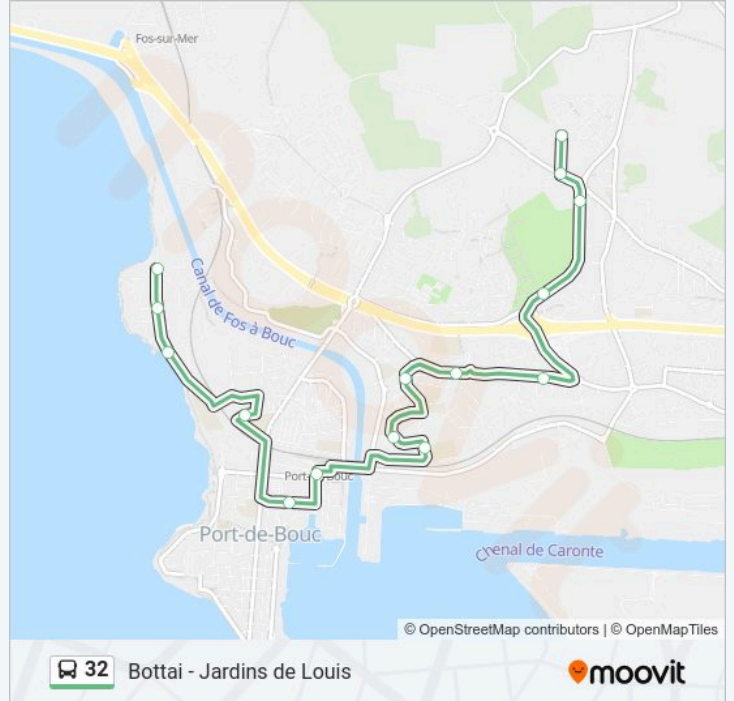 Fos-sur-Mer
Canal de Fos à Bouc
Port-de-Bouc
Port-de-Bouc
Chenal de Caronte
© OpenStreetMap contributors | © OpenMapTiles
32 Bottai - Jardins de Louis
moovit